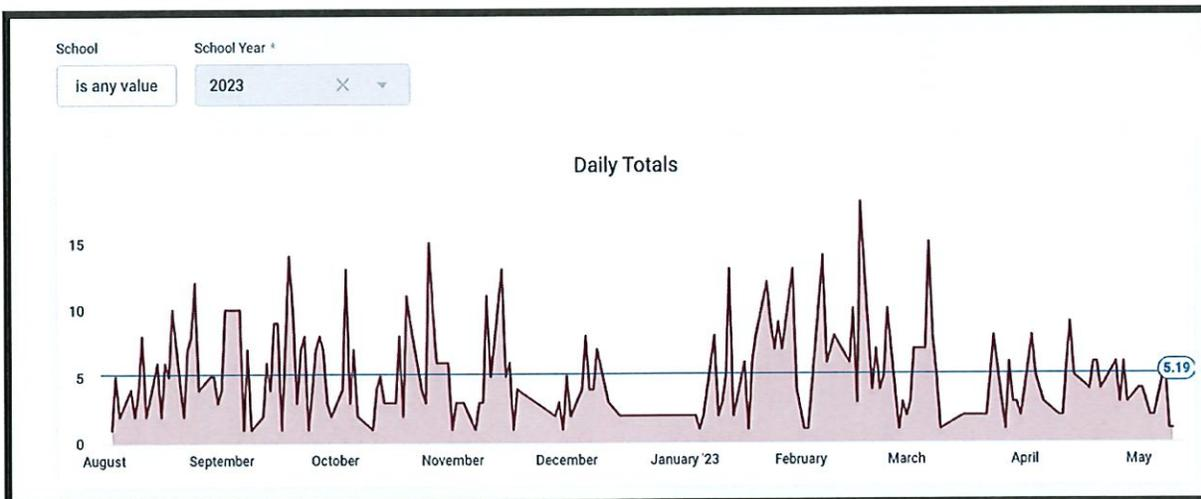 School School Year *
is any value 2023
Daily Totals
15
10
5
5.19
0
August September October November December January '23 February March April May